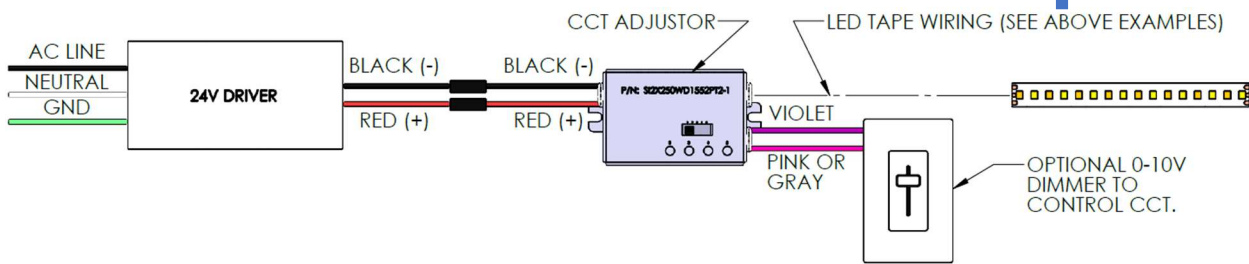 CCT ADJUSTOR
LED TAPE WIRING (SEE ABOVE EXAMPLES)
AC LINE
NEUTRAL
GND
24V DRIVER
BLACK (-)
BLACK (-)
RED (+)
RED (+)
P/N: SI2X250WD1552PT2-1
VIOLET
PINK OR
GRAY
OPTIONAL 0-10V
DIMMER TO
CONTROL CCT.